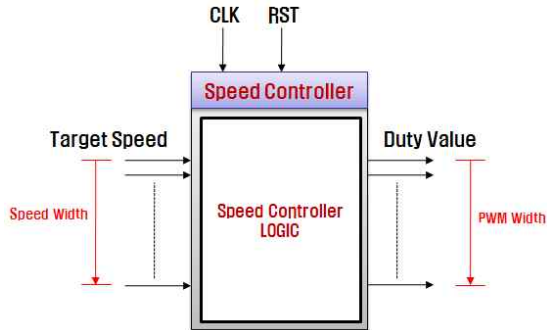 CLK RST
Speed Controller
Target Speed
Duty Value
Speed Width
Speed Controller
LOGIC
PWM Width